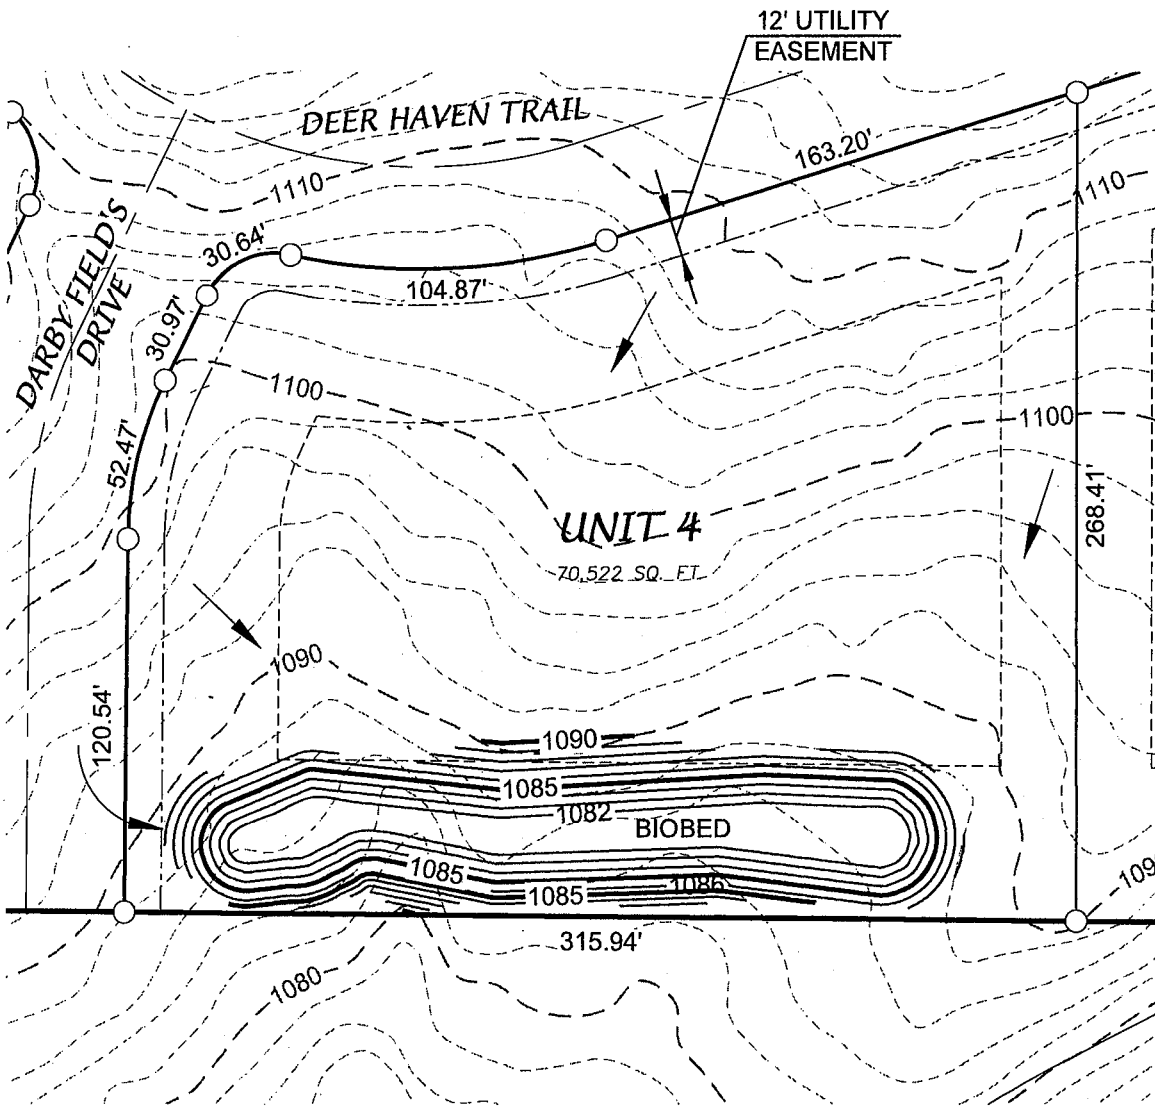 12' UTILITY
EASEMENT
DEER HAVEN TRAIL
163.20'
1110
1110
30.64'
DARBY FIELD'S
DRIVE
104.87'
30.97'
1100
1100
52.47'
268.41'
UNIT 4
70,522 SQ. FT.
1090
120.54'
1090
1085
1082
BIOBED
1085
1085
1086
109
315.94'
1080